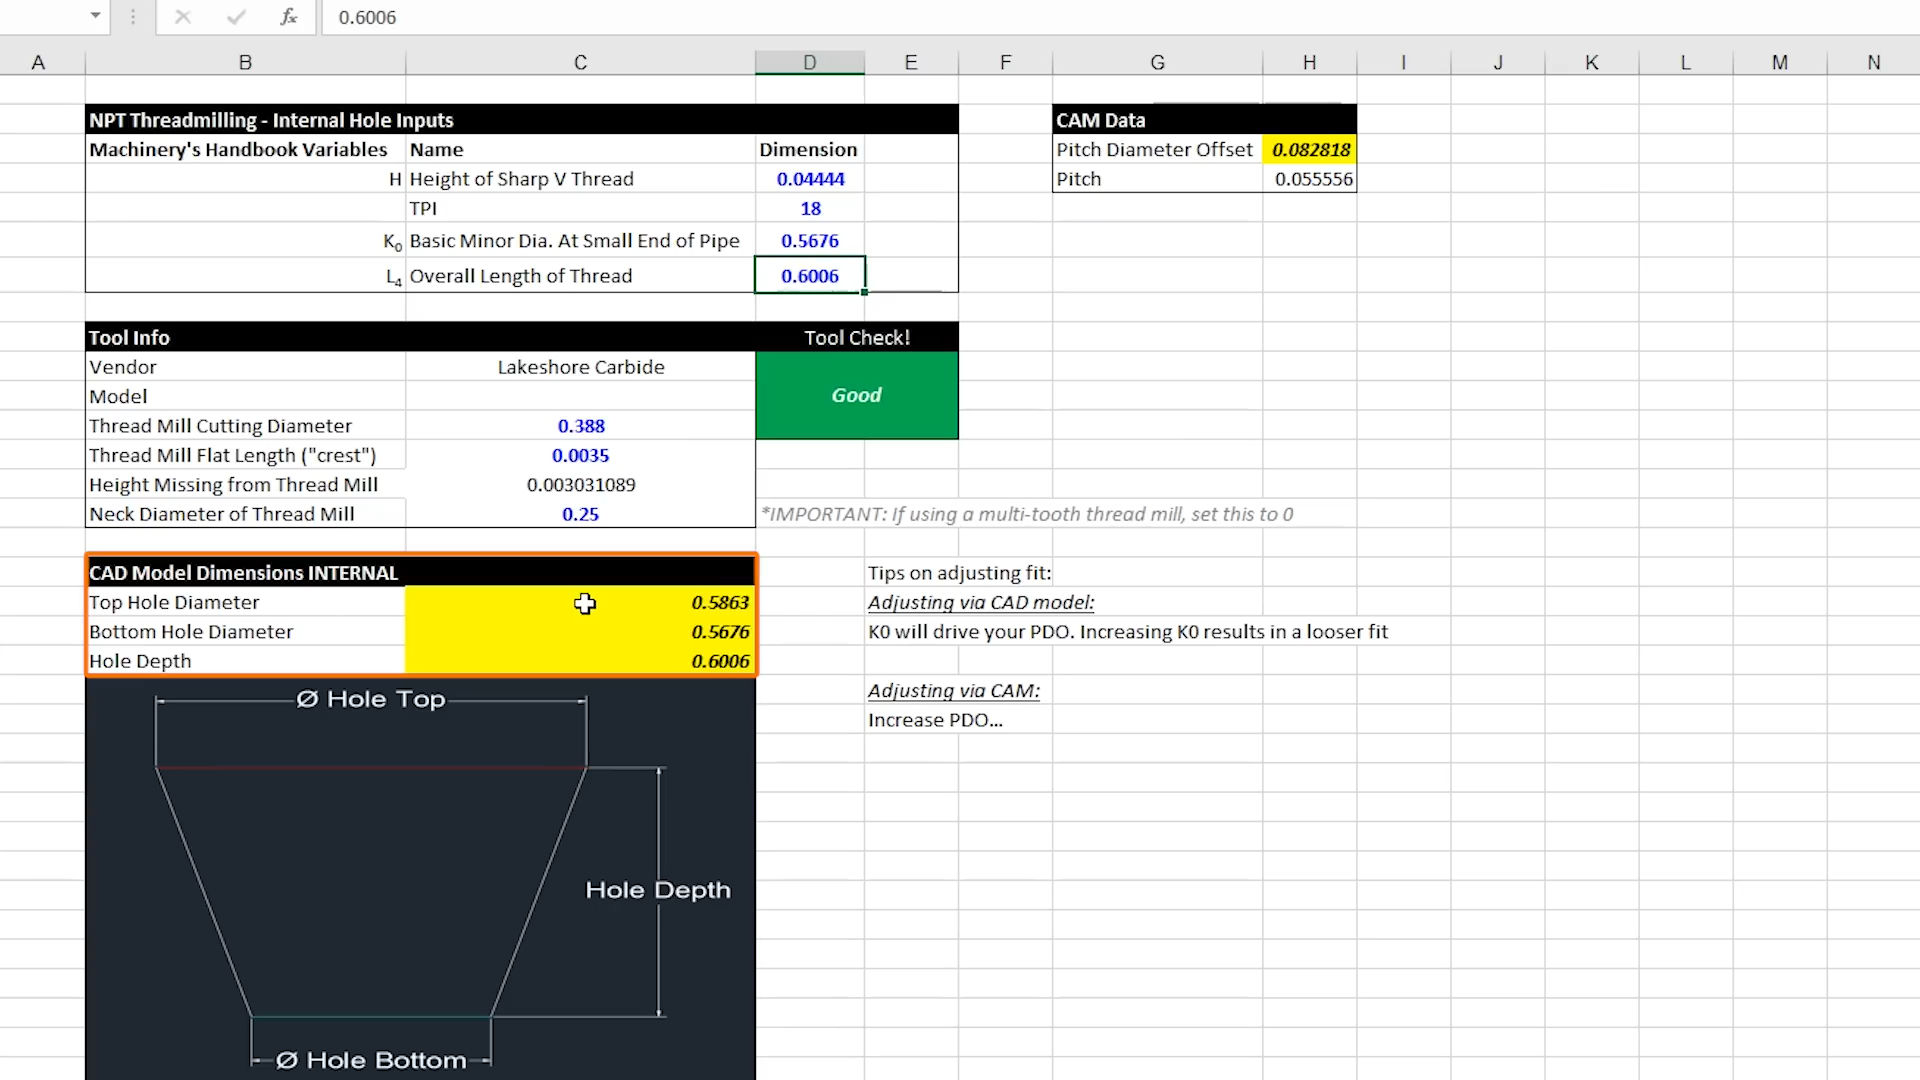 0.6006
A B C D E F G H I J K L M N
NPT Threadmilling - Internal Hole Inputs
Machinery's Handbook Variables Name Dimension
H Height of Sharp V Thread 0.04444
TPI 18
K0 Basic Minor Dia. At Small End of Pipe 0.5676
L4 Overall Length of Thread 0.6006
CAM Data
Pitch Diameter Offset 0.082818
Pitch 0.055556
Tool Info Tool Check!
Vendor Lakeshore Carbide
Good
Model
Thread Mill Cutting Diameter 0.388
Thread Mill Flat Length ("crest") 0.0035
Height Missing from Thread Mill 0.003031089
Neck Diameter of Thread Mill 0.25 *IMPORTANT: If using a multi-tooth thread mill, set this to 0
CAD Model Dimensions INTERNAL
Top Hole Diameter 0.5863
Bottom Hole Diameter 0.5676
Hole Depth 0.6006
Tips on adjusting fit:
Adjusting via CAD model:
K0 will drive your PDO. Increasing K0 results in a looser fit
Adjusting via CAM:
Increase PDO...
Ø Hole Top
Hole Depth
Ø Hole Bottom